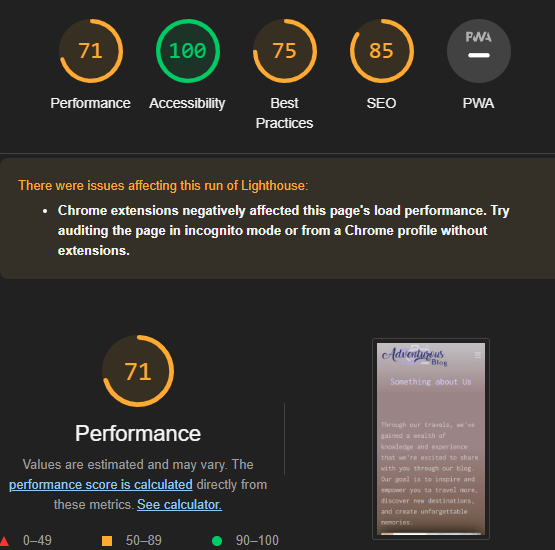 71
100
75
85
PWA
Performance
Accessibility
Best
Practices
SEO
PWA
There were issues affecting this run of Lighthouse:
Chrome extensions negatively affected this page's load performance. Try
auditing the page in incognito mode or from a Chrome profile without
extensions.
71
Performance
Values are estimated and may vary. The
performance score is calculated directly from
these metrics. See calculator.
0–49
50–89
90–100
Adventurous
Blog
Something about Us
Through our travels, we've
gained a wealth of
knowledge and experience
that we're excited to share
with you through our blog.
Our goal is to inspire and
empower you to travel more,
discover new destinations,
and create unforgettable
memories.